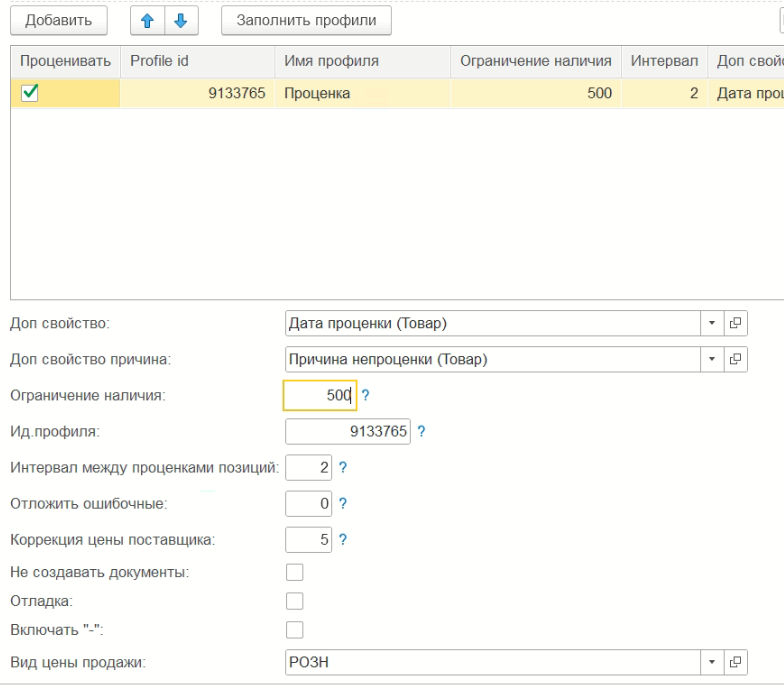 Добавить Заполнить профили
Проценивать Profile id Имя профиля Ограничение наличия Интервал Доп
9133765 Проценка 500 2 Дата
Доп свойство: Дата проценки (Товар)
Доп свойство причина: Причина непроценки (Товар)
Ограничение наличия: 500 ?
Ид.профиля: 9133765 ?
Интервал между проценками позиций: 2 ?
Отложить ошибочные: 0 ?
Коррекция цены поставщика: 5 ?
Не создавать документы:
Отладка:
Включать "-":
Вид цены продажи: РОЗН